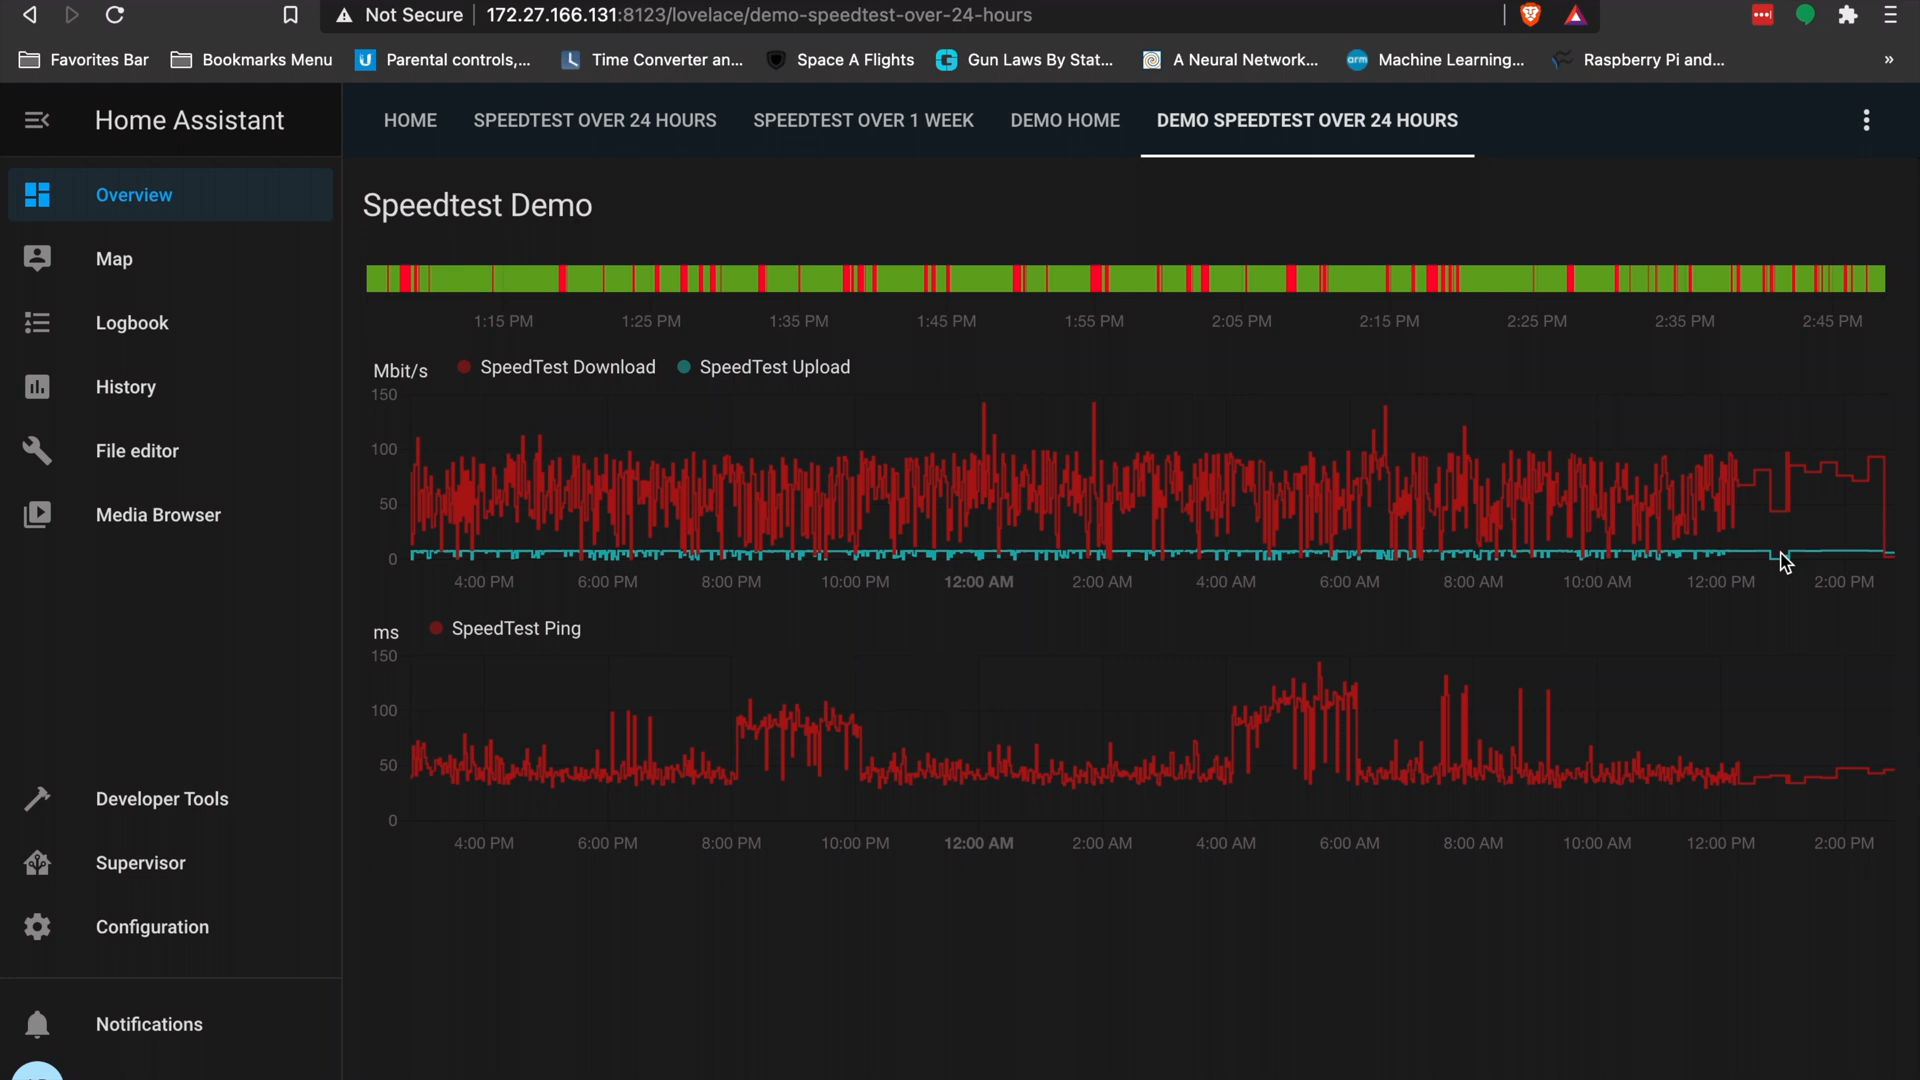 Not Secure 172.27.166.131:8123/lovelace/demo-speedtest-over-24-hours
Favorites Bar Bookmarks Menu Parental controls,... Time Converter an... Space A Flights Gun Laws By Stat... A Neural Network... arm Machine Learning... Raspberry Pi and... »
Home Assistant
HOME SPEEDTEST OVER 24 HOURS SPEEDTEST OVER 1 WEEK DEMO HOME DEMO SPEEDTEST OVER 24 HOURS
Overview
Map
Logbook
History
File editor
Media Browser
Developer Tools
Supervisor
Configuration
Notifications
Speedtest Demo
1:15 PM 1:25 PM 1:35 PM 1:45 PM 1:55 PM 2:05 PM 2:15 PM 2:25 PM 2:35 PM 2:45 PM
Mbit/s SpeedTest Download SpeedTest Upload
150
100
50
0
4:00 PM 6:00 PM 8:00 PM 10:00 PM 12:00 AM 2:00 AM 4:00 AM 6:00 AM 8:00 AM 10:00 AM 12:00 PM 2:00 PM
ms SpeedTest Ping
150
100
50
0
4:00 PM 6:00 PM 8:00 PM 10:00 PM 12:00 AM 2:00 AM 4:00 AM 6:00 AM 8:00 AM 10:00 AM 12:00 PM 2:00 PM